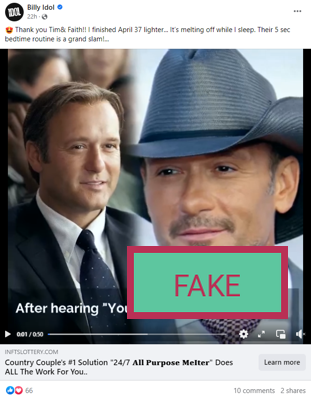 IDOL
Billy Idol
22h
Thank you Tim& Faith!! I finished April 37 lighter... It's melting off while I sleep. Their 5 sec
bedtime routine is a grand slam!...
FAKE
After hearing "You
0:01 / 0:50
INFTSLOTTERY.COM
Country Couple's #1 Solution "24/7 𝐀𝐥𝐥 𝐏𝐮𝐫𝐩𝐨𝐬𝐞 𝐌𝐞𝐥𝐭𝐞𝐫" Does
ALL The Work For You..
Learn more
66
10 comments 2 shares